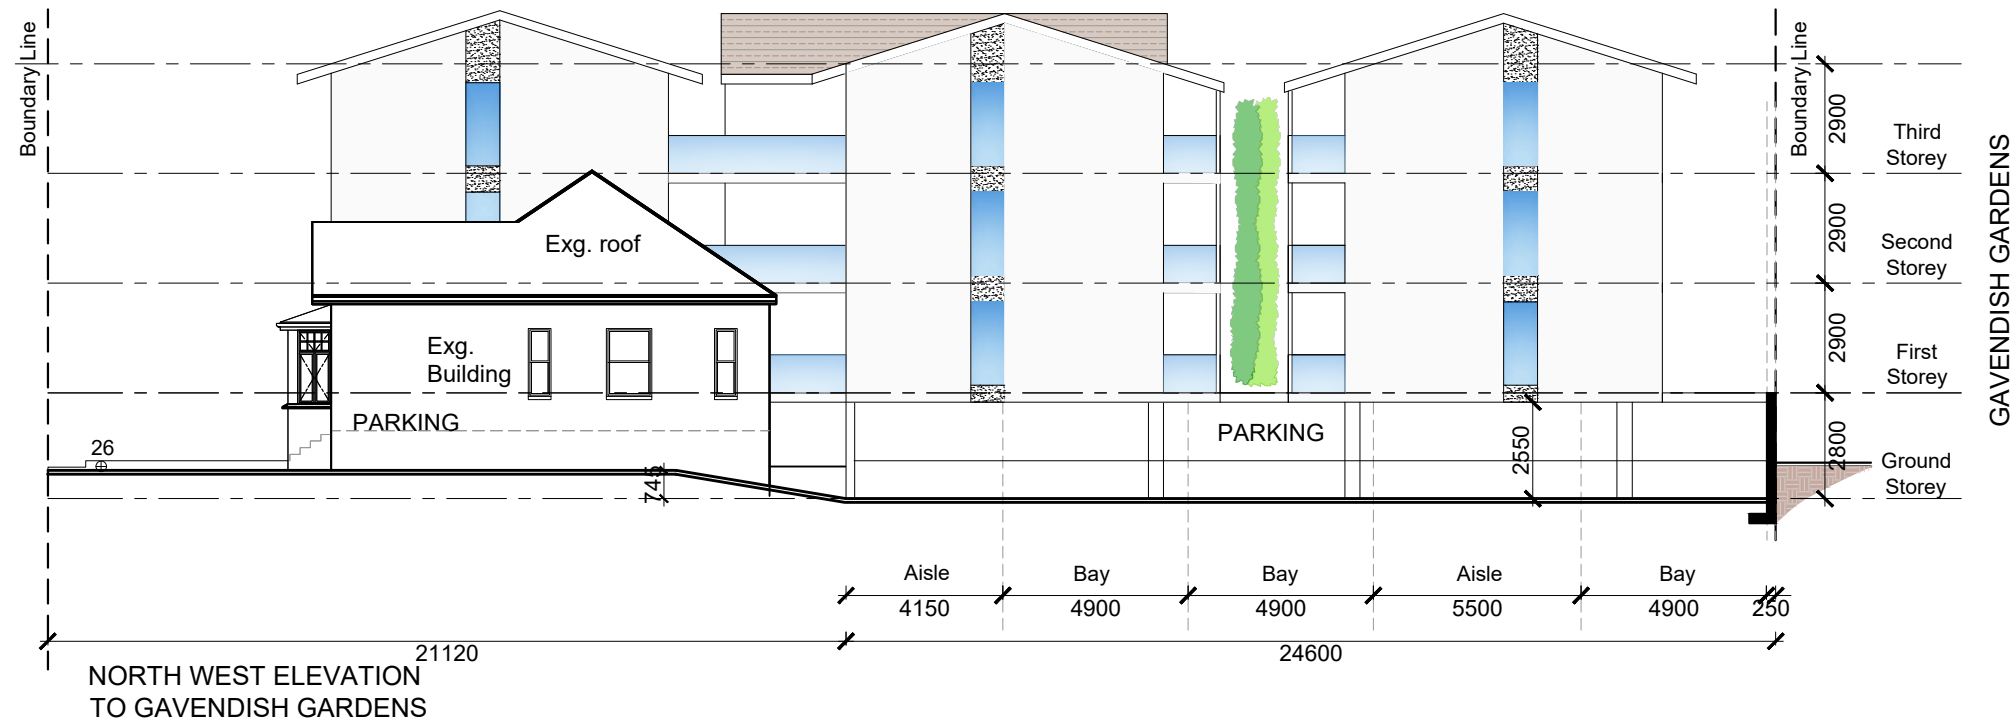 Boundary Line
Boundary Line
2900
Third
Storey
2900
Second
Storey
2900
First
Storey
2800
Ground
Storey
GAVENDISH GARDENS
Exg. roof
Exg.
Building
PARKING
PARKING
26
745
2550
Aisle
Bay
Bay
Aisle
Bay
4150
4900
4900
5500
4900
250
21120
24600
NORTH WEST ELEVATION
TO GAVENDISH GARDENS